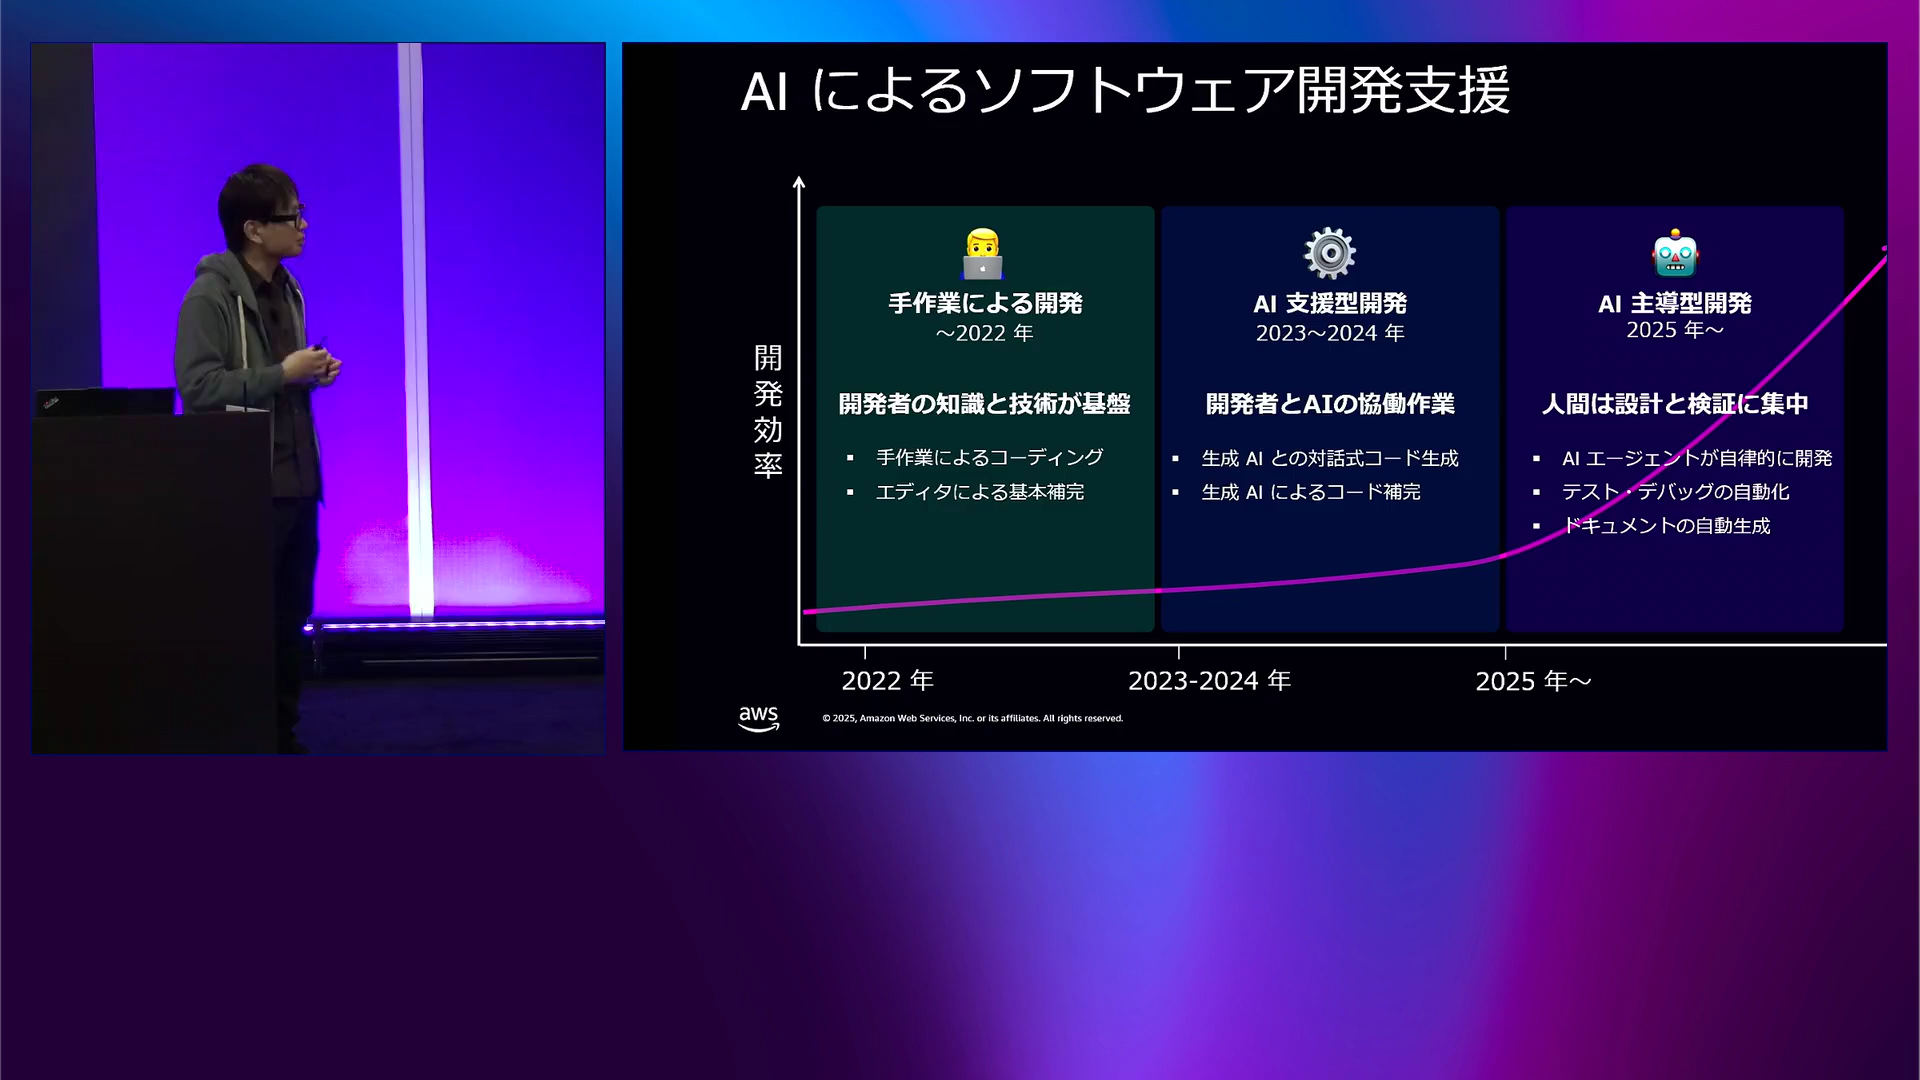 AI によるソフトウェア開発支援
開発効率
手作業による開発
～2022 年
開発者の知識と技術が基盤
▪ 手作業によるコーディング
▪ エディタによる基本補完
AI 支援型開発
2023～2024 年
開発者とAIの協働作業
▪ 生成 AI との対話式コード生成
▪ 生成 AI によるコード補完
AI 主導型開発
2025 年～
人間は設計と検証に集中
▪ AI エージェントが自律的に開発
▪ テスト・デバッグの自動化
▪ ドキュメントの自動生成
2022 年
2023-2024 年
2025 年～
aws
© 2025, Amazon Web Services, Inc. or its affiliates. All rights reserved.